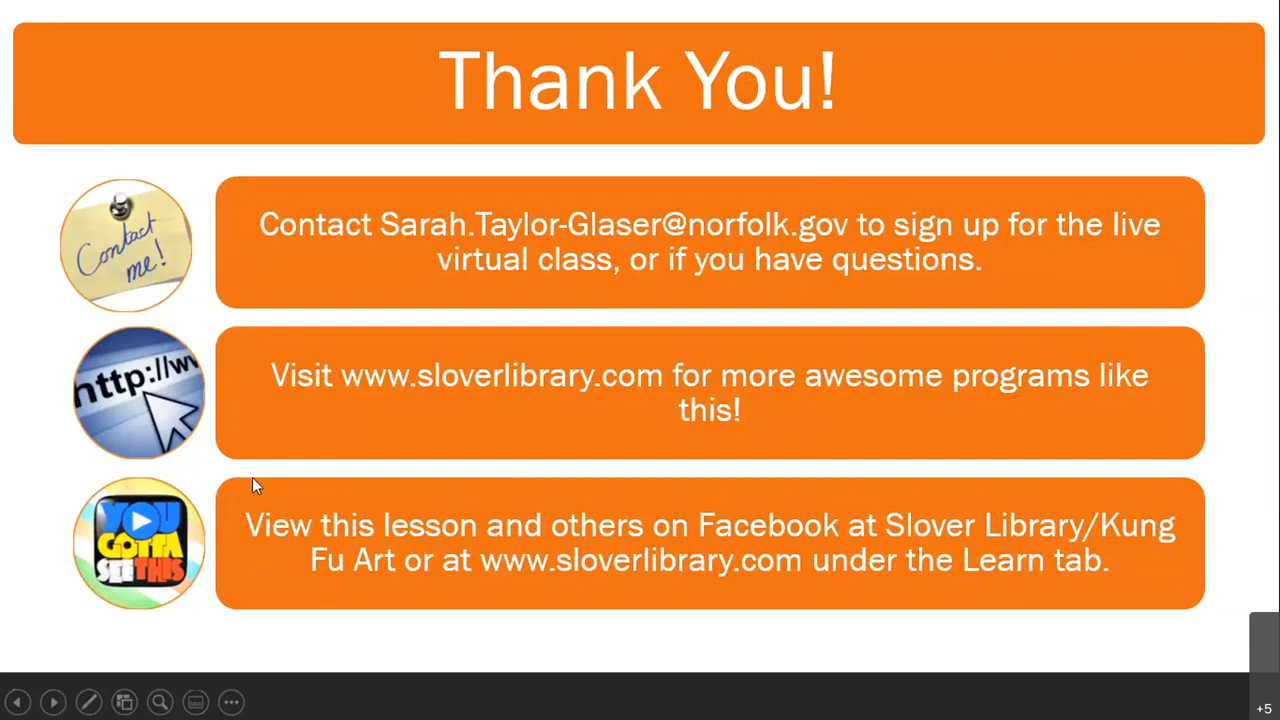 Thank You!
Contact me!
Contact Sarah.Taylor-Glaser@norfolk.gov to sign up for the live
virtual class, or if you have questions.
http://ww
Visit www.sloverlibrary.com for more awesome programs like
this!
YOU
GOTTA
SEE THIS
View this lesson and others on Facebook at Slover Library/Kung
Fu Art or at www.sloverlibrary.com under the Learn tab.
+5